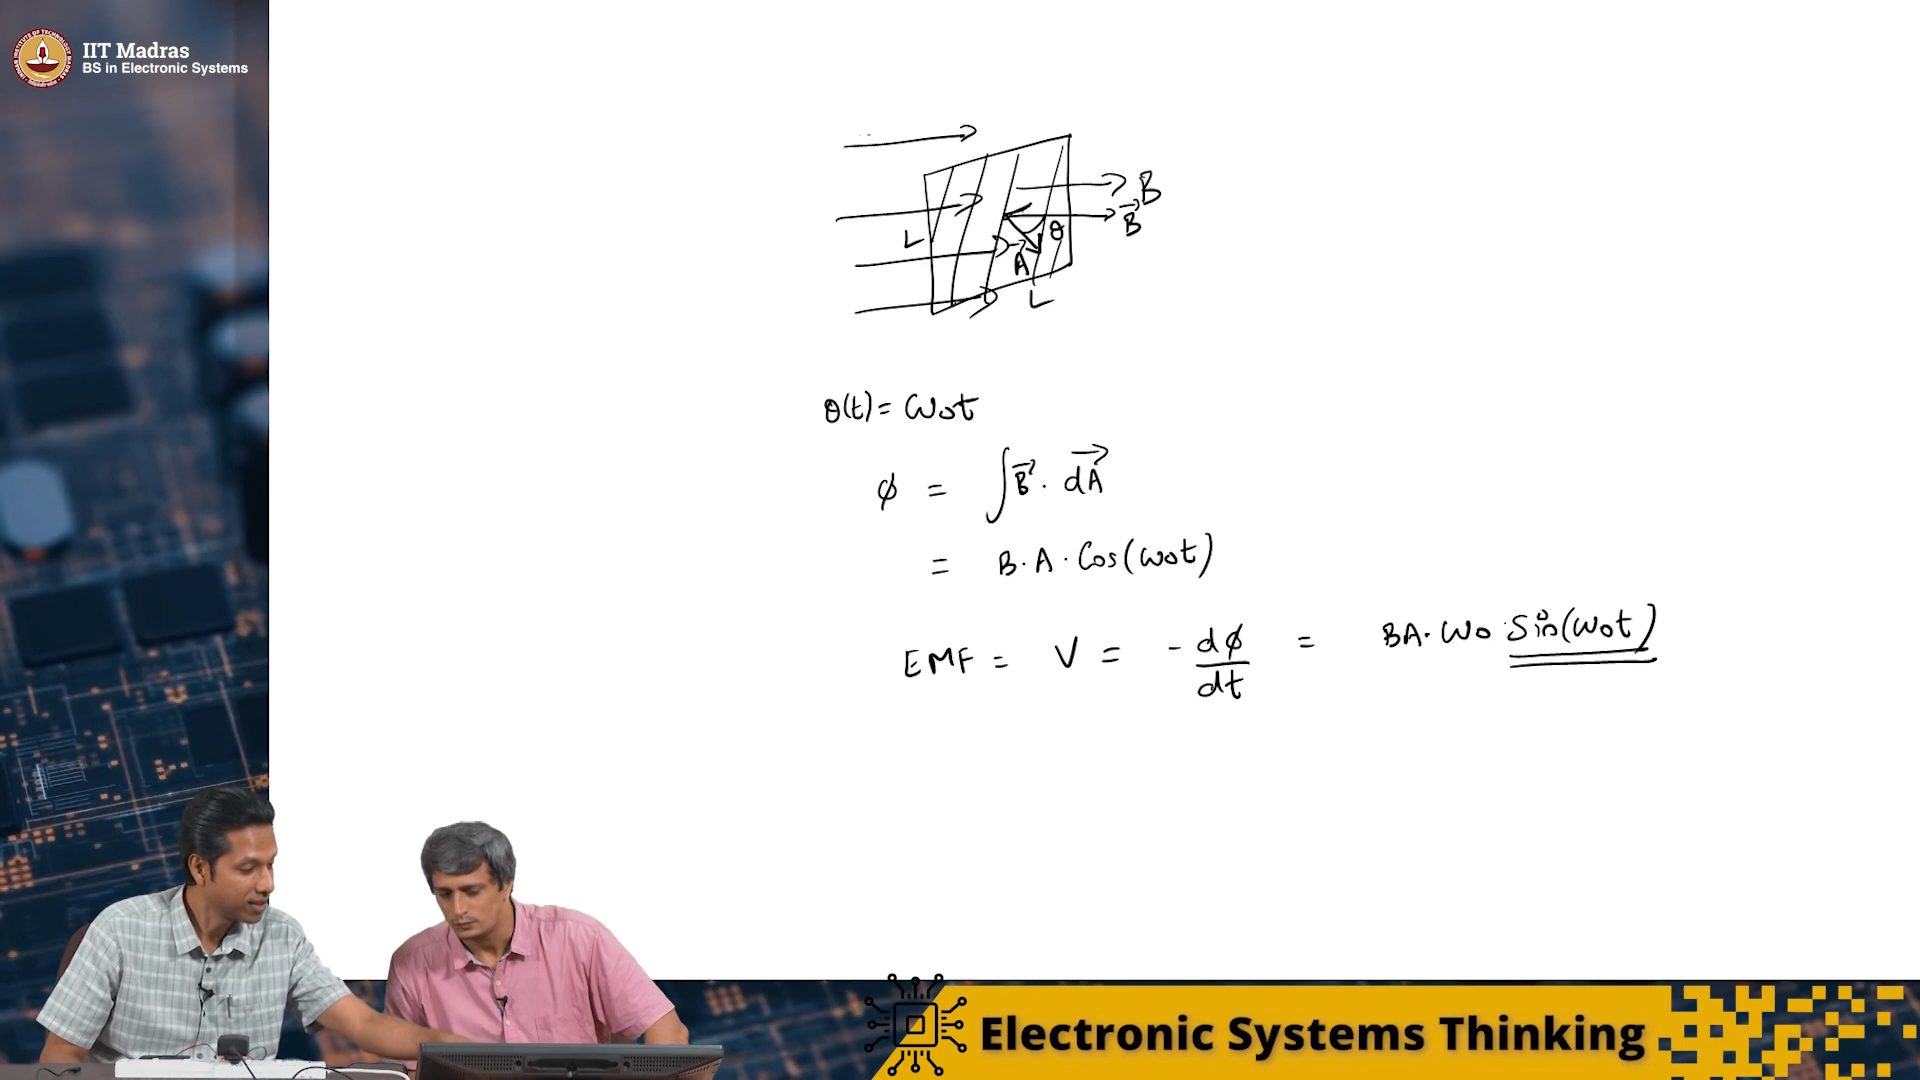 IIT Madras
BS in Electronic Systems
B
B⃗
θ
L
A⃗
L
θ(t) = ω₀t
ϕ = ∫B⃗ · dA⃗
= B·A·Cos(ω₀t)
EMF = V = -dϕ/dt = BA·ω₀ Sin(ω₀t)
Electronic Systems Thinking